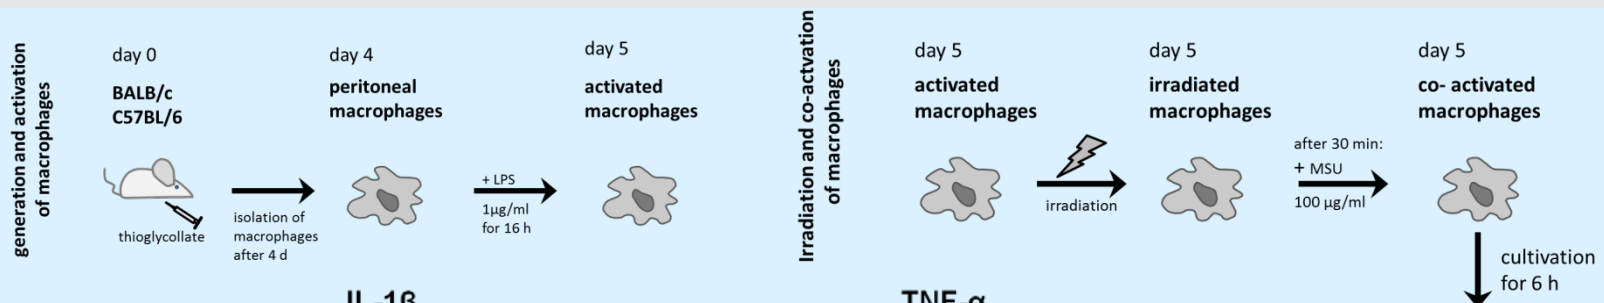 generation and activation
of macrophages
day 0
BALB/c
C57BL/6
thioglycollate
isolation of
macrophages
after 4 d
day 4
peritoneal
macrophages
+ LPS
1µg/ml
for 16 h
day 5
activated
macrophages
Irradiation and co-actvation
of macrophages
day 5
activated
macrophages
irradiation
day 5
irradiated
macrophages
after 30 min:
+ MSU
100 µg/ml
day 5
co- activated
macrophages
cultivation
for 6 h
IL-1β
TNF-α